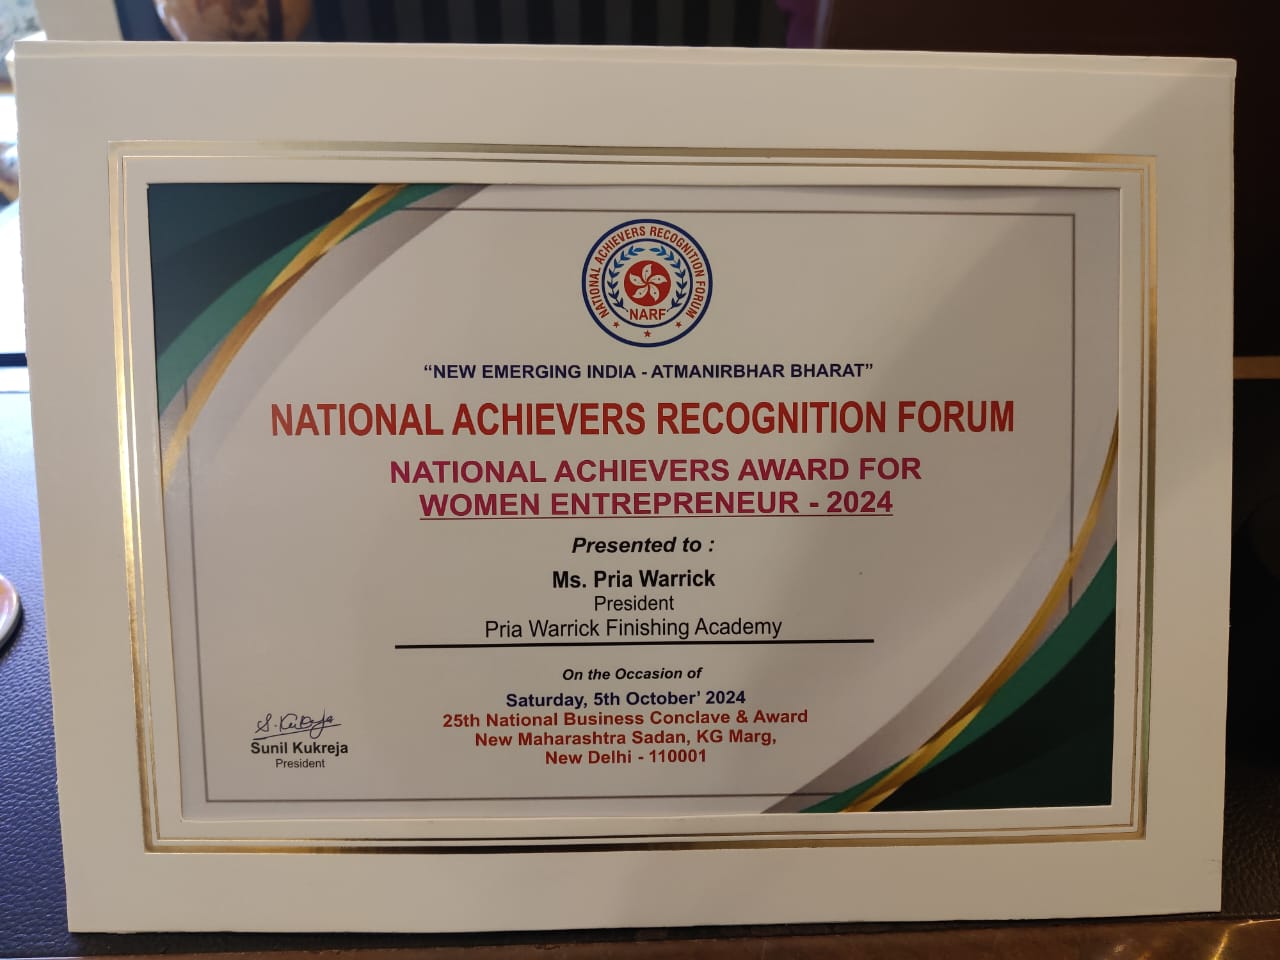 NATIONAL ACHIEVERS RECOGNITION FORUM
NARF
“NEW EMERGING INDIA - ATMANIRBHAR BHARAT”
NATIONAL ACHIEVERS RECOGNITION FORUM
NATIONAL ACHIEVERS AWARD FOR
WOMEN ENTREPRENEUR - 2024
Presented to :
Ms. Pria Warrick
President
Pria Warrick Finishing Academy
On the Occasion of
Saturday, 5th October’ 2024
25th National Business Conclave & Award
New Maharashtra Sadan, KG Marg,
New Delhi - 110001
S. Kukreja
Sunil Kukreja
President